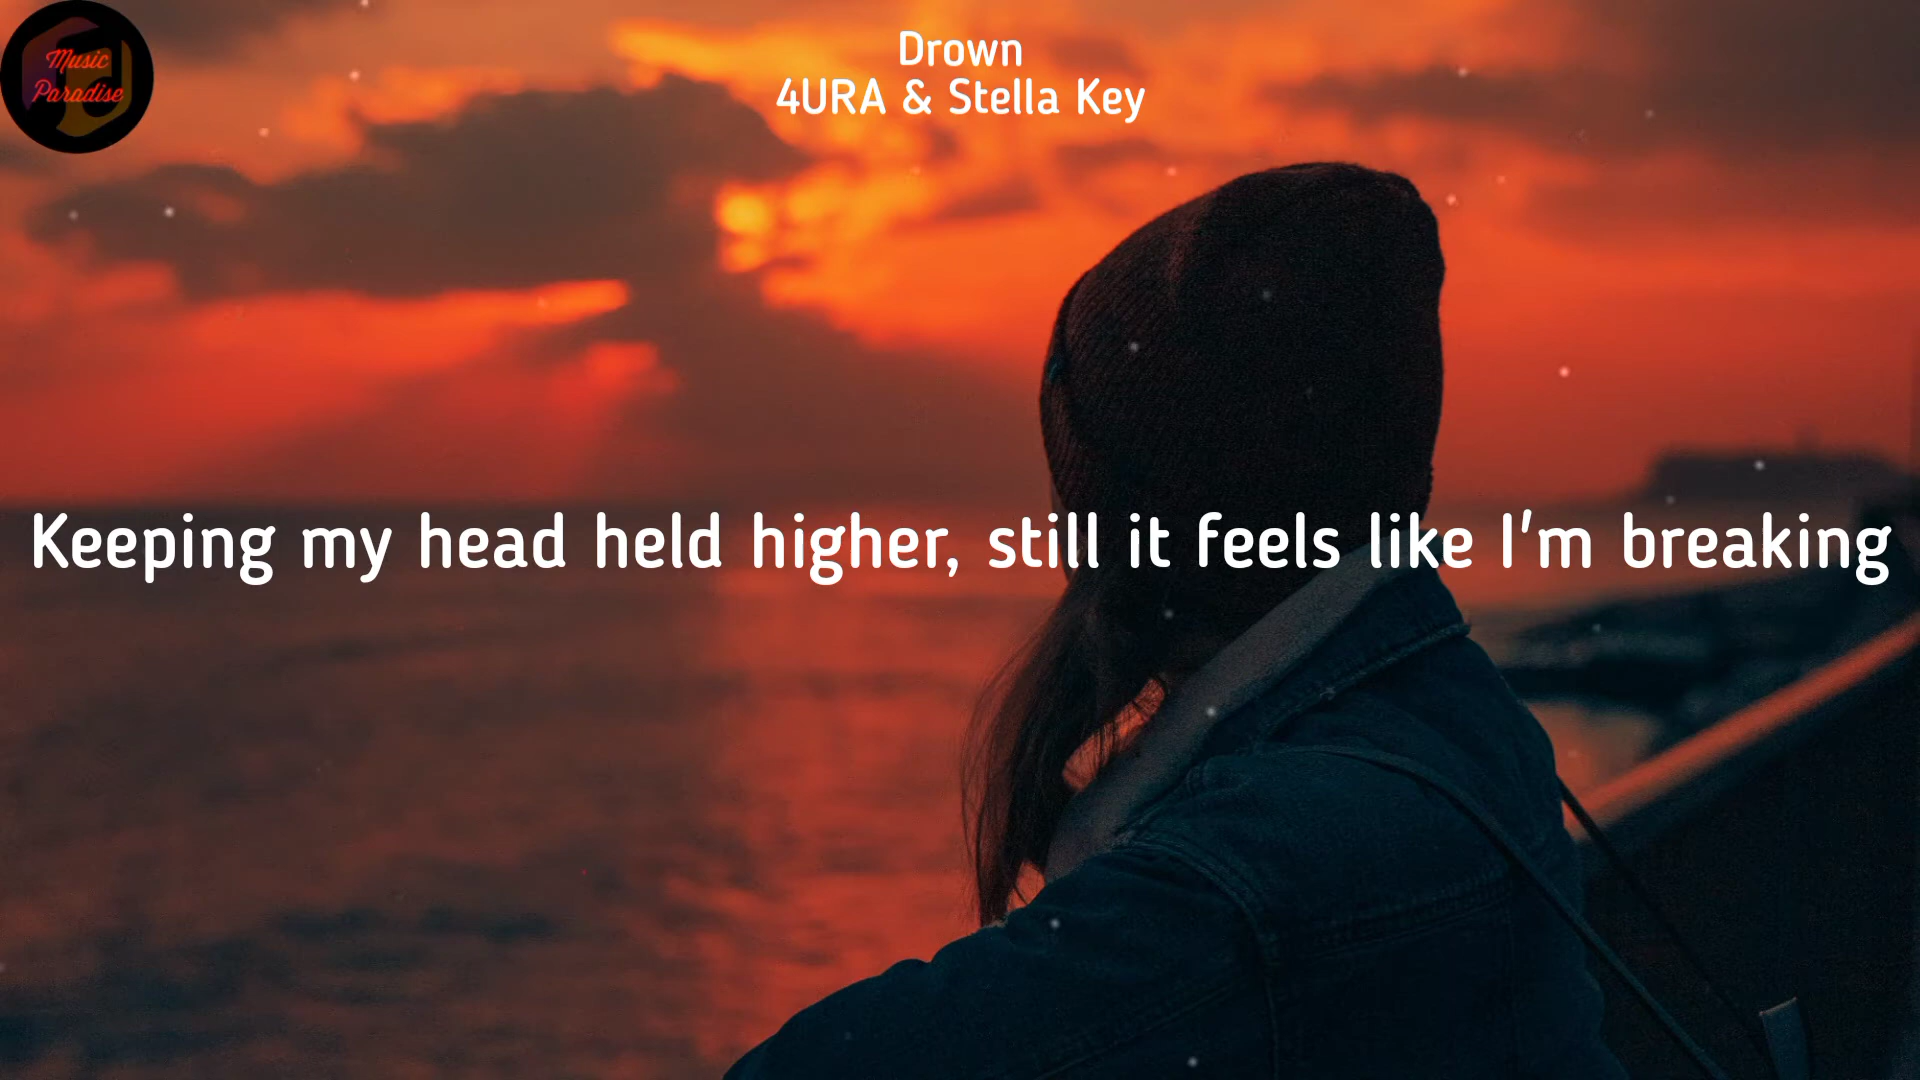 Music
Paradise
Drown
4URA & Stella Key
Keeping my head held higher, still it feels like I'm breaking